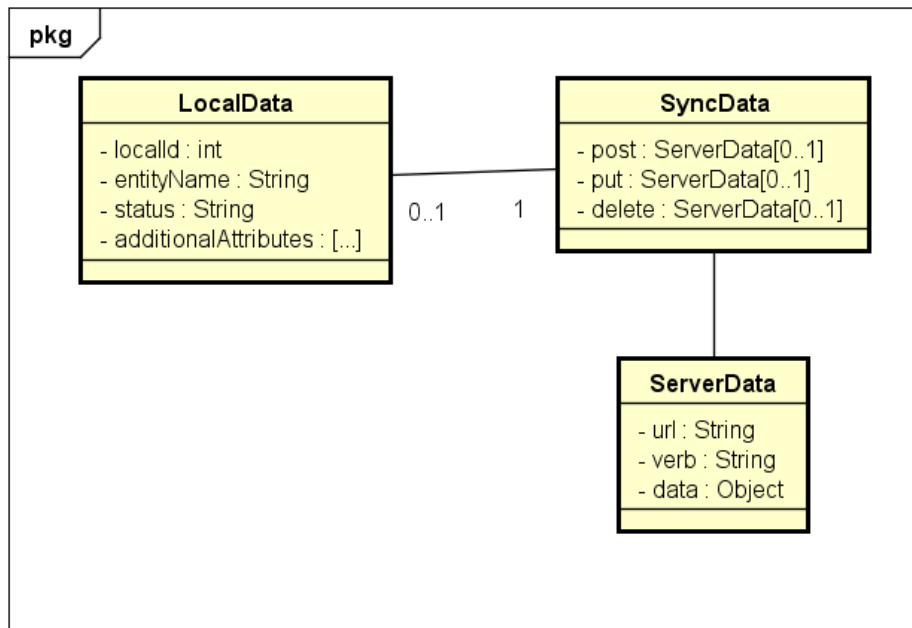 pkg
LocalData
- localId : int
- entityName : String
- status : String
- additionalAttributes : [...]
0..1
1
SyncData
- post : ServerData[0..1]
- put : ServerData[0..1]
- delete : ServerData[0..1]
ServerData
- url : String
- verb : String
- data : Object